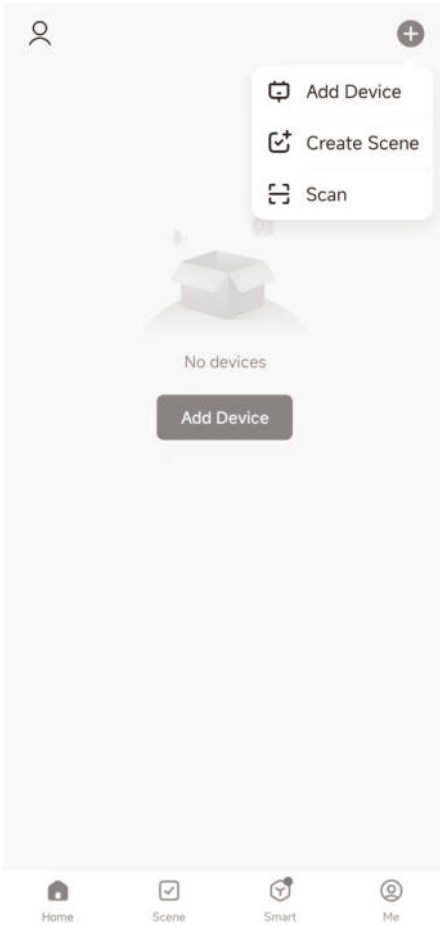 Add Device
Create Scene
Scan
No devices
Add Device
Home
Scene
Smart
Me